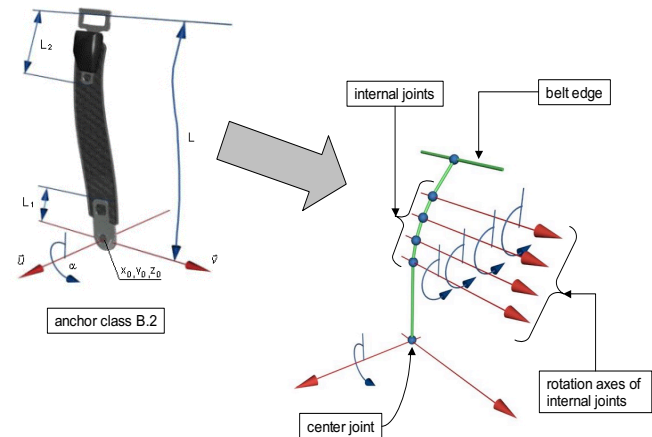 L2
L
L1
u
α
v
X0,Y0,Z0
anchor class B.2
internal joints
belt edge
rotation axes of
internal joints
center joint